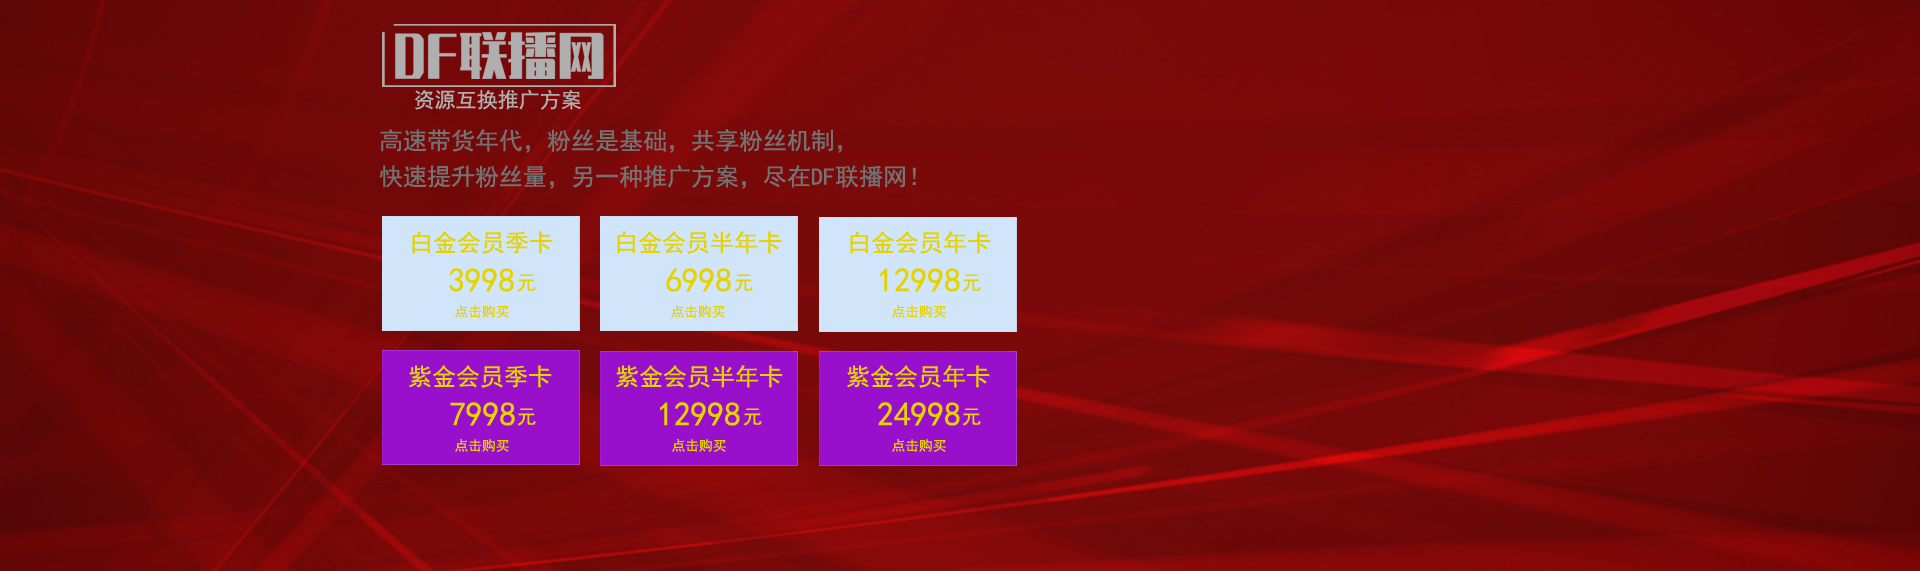 DF联播网
资源互换推广方案
高速带货年代，粉丝是基础，共享粉丝机制，
快速提升粉丝量，另一种推广方案，尽在DF联播网！
白金会员季卡
3998元
点击购买
白金会员半年卡
6998元
点击购买
白金会员年卡
12998元
点击购买
紫金会员季卡
7998元
点击购买
紫金会员半年卡
12998元
点击购买
紫金会员年卡
24998元
点击购买